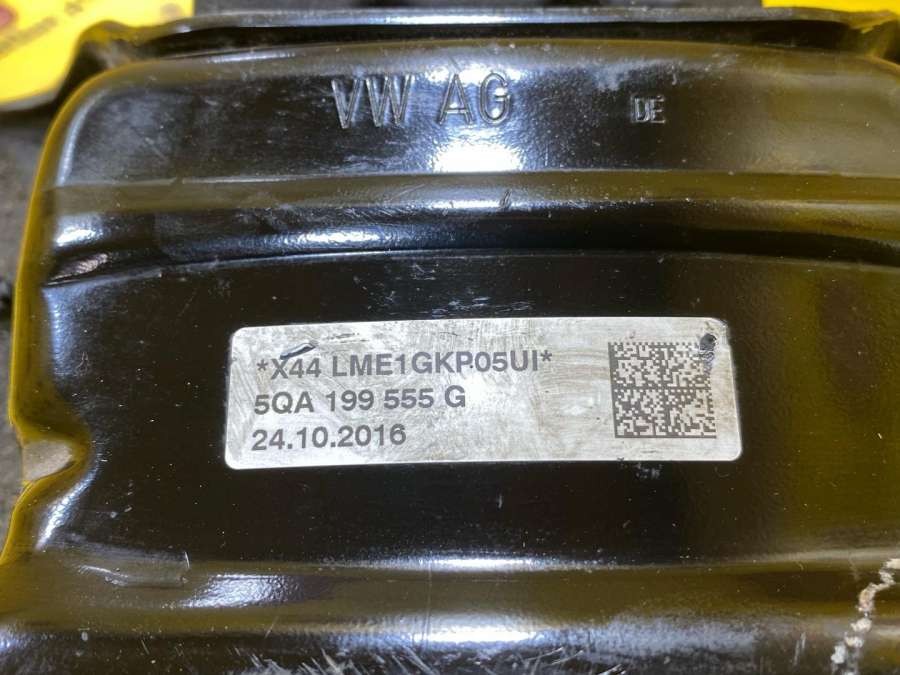 VW AG
DE
*X44 LME1GKP05UI*
5QA 199 555 G
24.10.2016